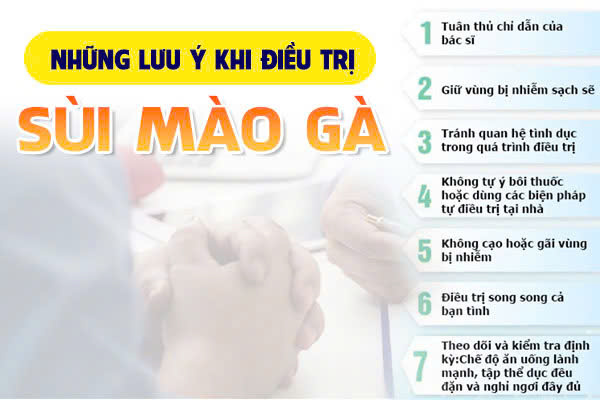 NHỮNG LƯU Ý KHI ĐIỀU TRỊ
SÙI MÀO GÀ
1 Tuân thủ chỉ dẫn của
bác sĩ
2 Giữ vùng bị nhiễm sạch sẽ
3 Tránh quan hệ tình dục
trong quá trình điều trị
4 Không tự ý bôi thuốc
hoặc dùng các biện pháp
tự điều trị tại nhà
5 Không cạo hoặc gãi vùng
bị nhiễm
6 Điều trị song song cả
bạn tình
7 Theo dõi và kiểm tra định
kỳ:Chế độ ăn uống lành
mạnh, tập thể dục đều
đặn và nghỉ ngơi đầy đủ